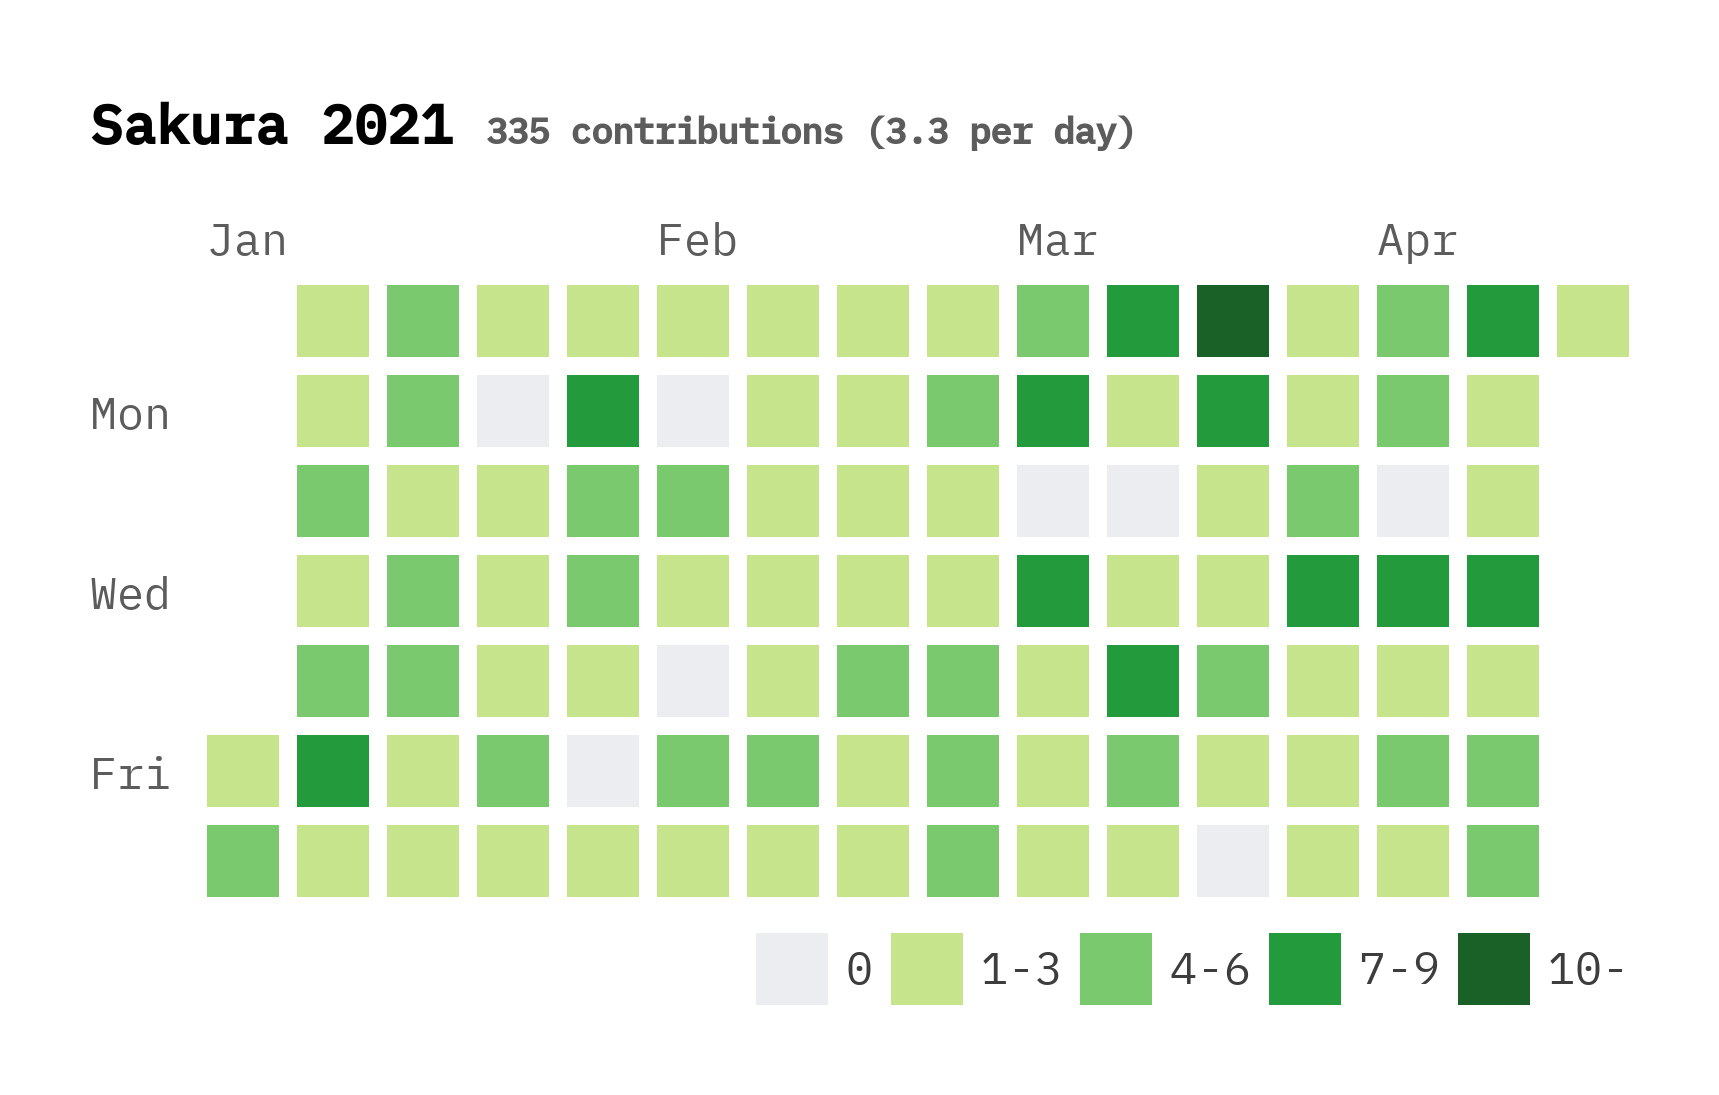 Sakura 2021 335 contributions (3.3 per day)
Jan Feb Mar Apr
Mon
Wed
Fri
0 1-3 4-6 7-9 10-